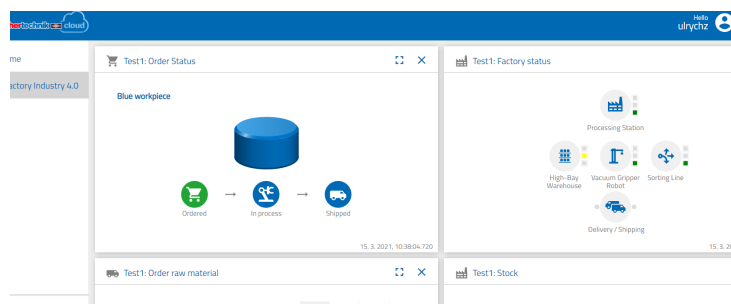 cloud
Hello
ulrychz
Test1: Order Status
Blue workpiece
Ordered
→
In process
→
Shipped
15. 3. 2021, 10:38:04.720
Test1: Factory status
Processing Station
High-Bay
Warehouse
Vacuum Gripper
Robot
Sorting Line
Delivery / Shipping
15. 3. 20
me
actory Industry 4.0
Test1: Order raw material
Test1: Stock